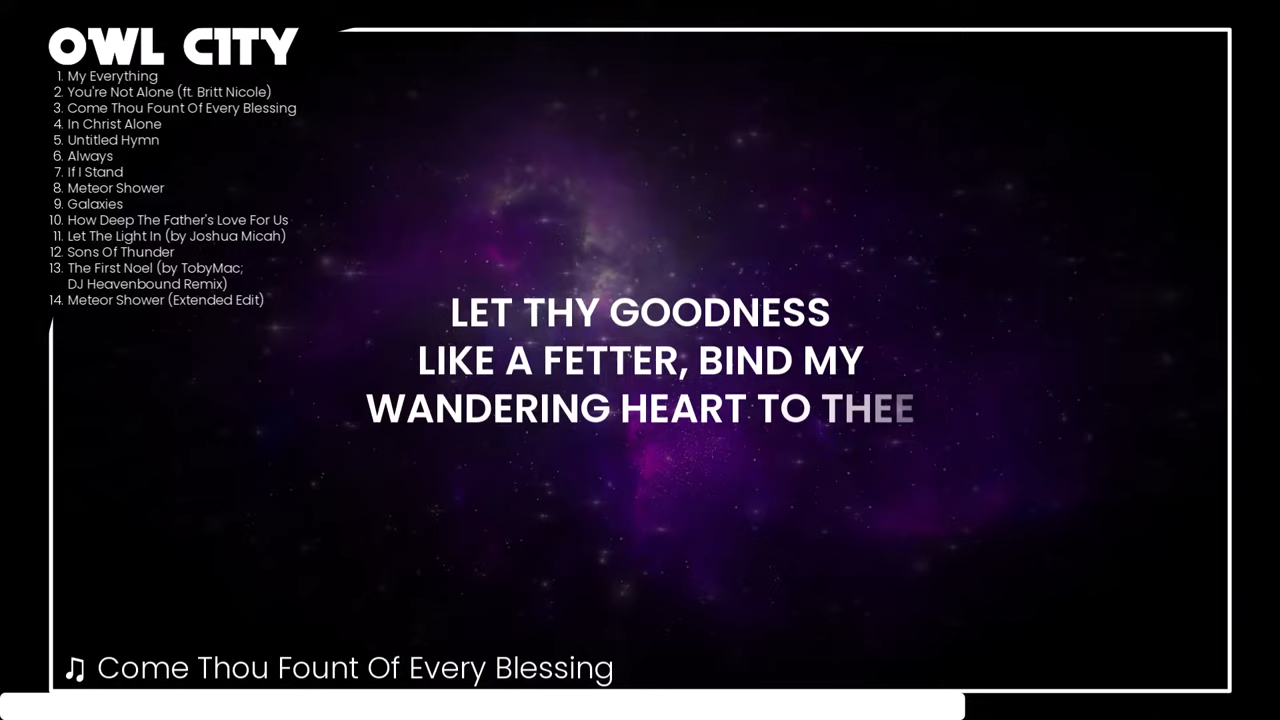 OWL CITY
1. My Everything
2. You're Not Alone (ft. Britt Nicole)
3. Come Thou Fount Of Every Blessing
4. In Christ Alone
5. Untitled Hymn
6. Always
7. If I Stand
8. Meteor Shower
9. Galaxies
10. How Deep The Father's Love For Us
11. Let The Light In (by Joshua Micah)
12. Sons Of Thunder
13. The First Noel (by TobyMac;
DJ Heavenbound Remix)
14. Meteor Shower (Extended Edit)
LET THY GOODNESS
LIKE A FETTER, BIND MY
WANDERING HEART TO THEE
♫ Come Thou Fount Of Every Blessing